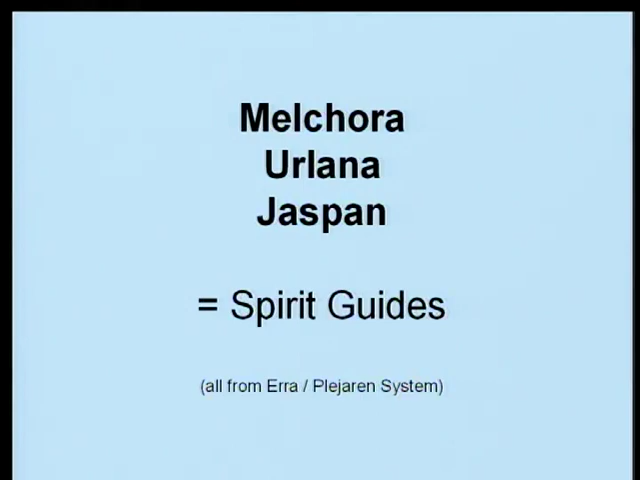 Melchora
Urlana
Jaspan
= Spirit Guides
(all from Erra / Plejaren System)